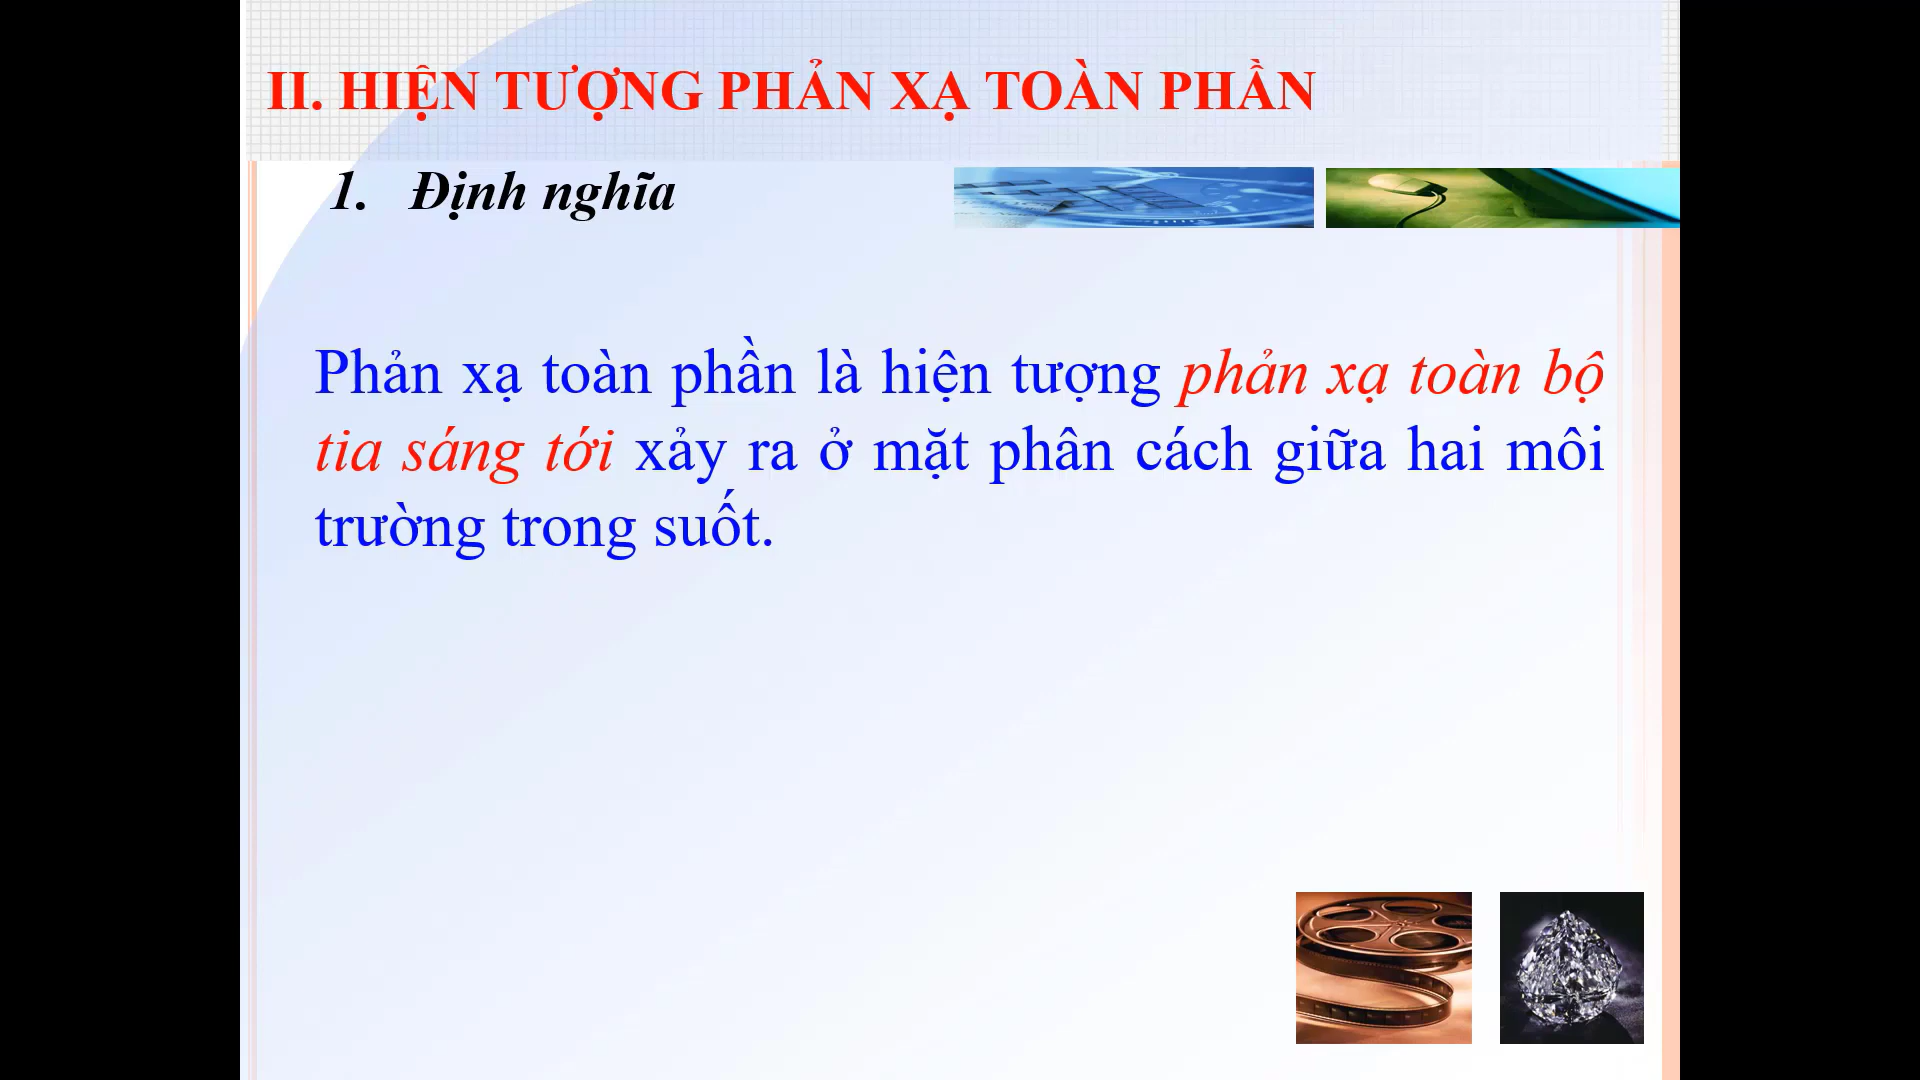 II. HIỆN TƯỢNG PHẢN XẠ TOÀN PHẦN
1. Định nghĩa
Phản xạ toàn phần là hiện tượng phản xạ toàn bộ
tia sáng tới xảy ra ở mặt phân cách giữa hai môi
trường trong suốt.